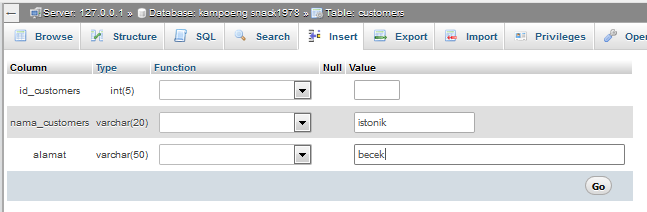 Server: 127.0.0.1 » Database: kampoeng snack1978 » Table: customers
Browse Structure SQL Search Insert Export Import Privileges
Column Type Function Null Value
id_customers int(5)
nama_customers varchar(20) istonik
alamat varchar(50) becek
Go